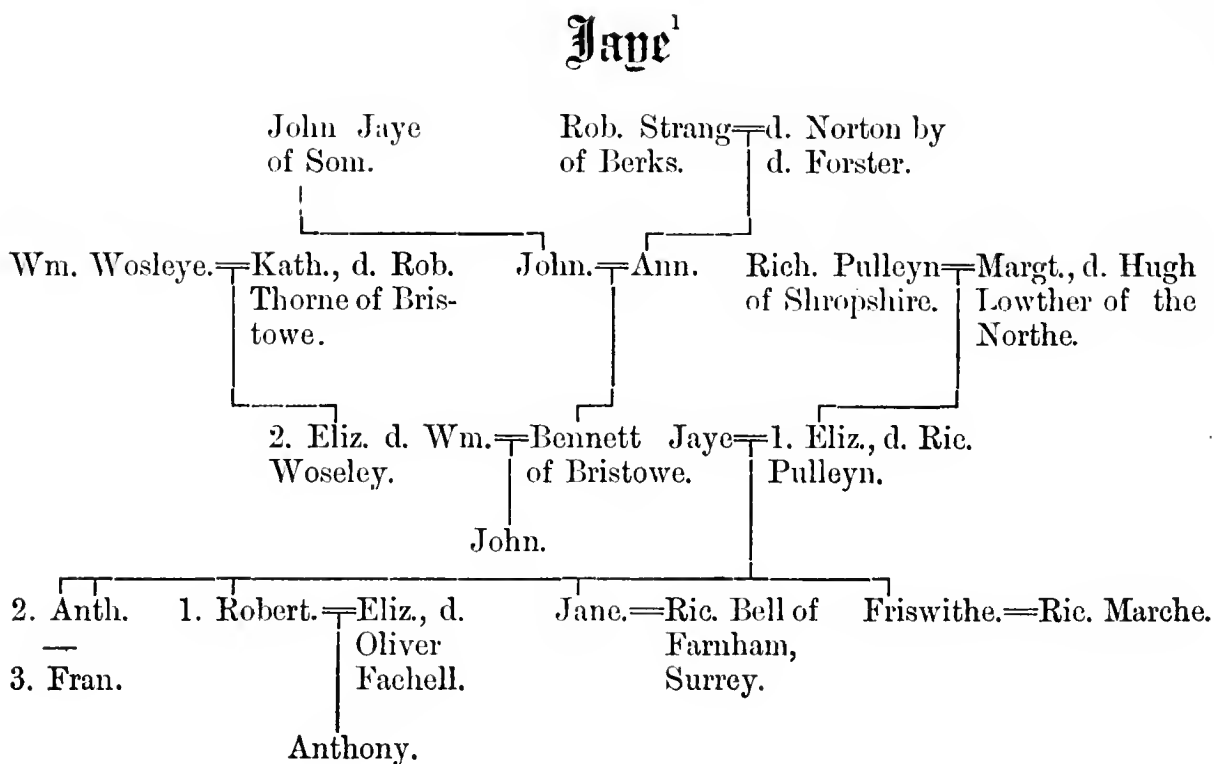 Jaye¹
John Jaye
of Som.
Rob. Strang
of Berks.
d. Norton by
d. Forster.
Wm. Wosleye.
Kath., d. Rob.
Thorne of Bris-
towe.
John.
Ann.
Rich. Pulleyn
of Shropshire.
Margt., d. Hugh
Lowther of the
Northe.
2. Eliz. d. Wm.
Woseley.
Bennett Jaye
of Bristowe.
1. Eliz., d. Ric.
Pulleyn.
John.
2. Anth.
3. Fran.
1. Robert.
Eliz., d.
Oliver
Fachell.
Jane.
Ric. Bell of
Farnham,
Surrey.
Friswithe.
Ric. Marche.
Anthony.